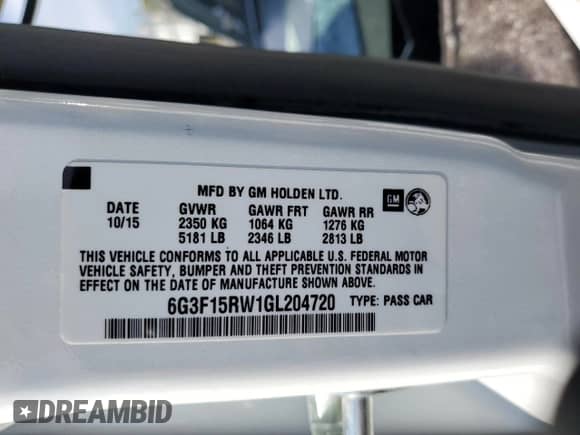 MFD BY GM HOLDEN LTD.
GM
DATE GVWR GAWR FRT GAWR RR
10/15 2350 KG 1064 KG 1276 KG
5181 LB 2346 LB 2813 LB
THIS VEHICLE CONFORMS TO ALL APPLICABLE U.S. FEDERAL MOTOR
VEHICLE SAFETY, BUMPER AND THEFT PREVENTION STANDARDS IN
EFFECT ON THE DATE OF MANUFACTURE SHOWN ABOVE.
6G3F15RW1GL204720 TYPE: PASS CAR
DREAMBID